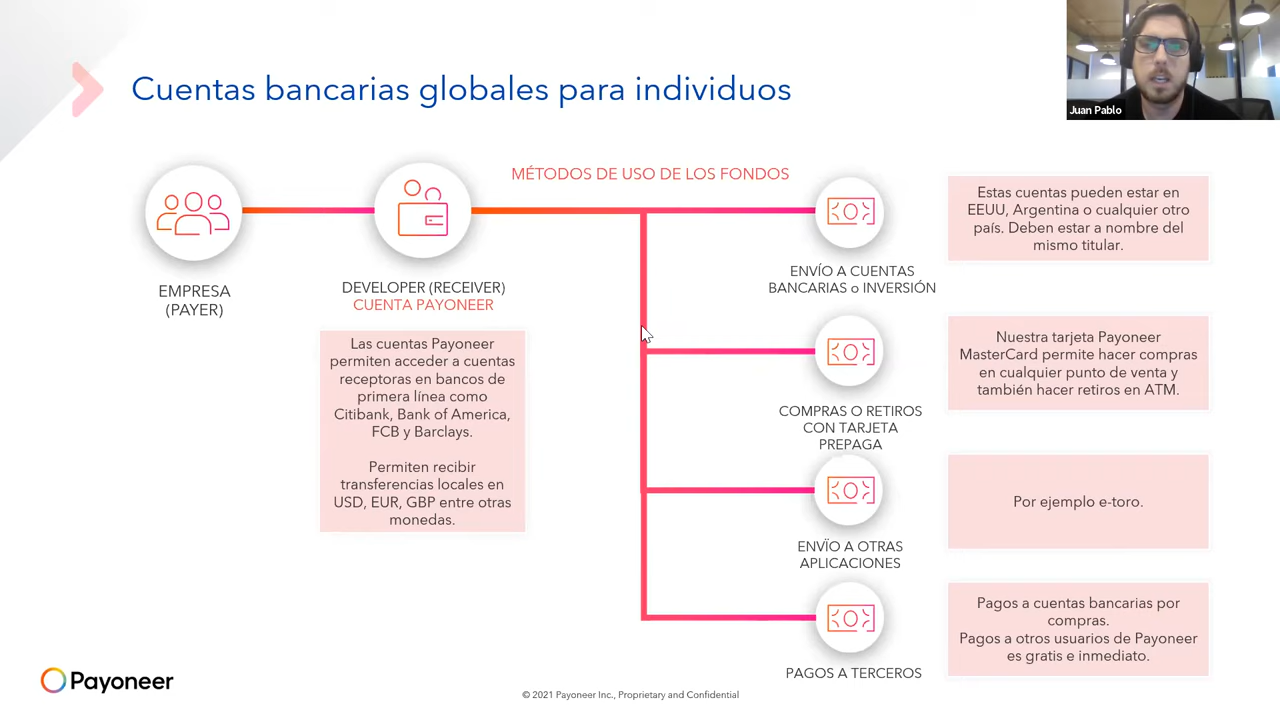 Cuentas bancarias globales para individuos
Juan Pablo
MÉTODOS DE USO DE LOS FONDOS
EMPRESA
(PAYER)
DEVELOPER (RECEIVER)
CUENTA PAYONEER
Las cuentas Payoneer
permiten acceder a cuentas
receptoras en bancos de
primera línea como
Citibank, Bank of America,
FCB y Barclays.
Permiten recibir
transferencias locales en
USD, EUR, GBP entre otras
monedas.
ENVÍO A CUENTAS
BANCARIAS o INVERSIÓN
Estas cuentas pueden estar en
EEUU, Argentina o cualquier otro
país. Deben estar a nombre del
mismo titular.
COMPRAS O RETIROS
CON TARJETA
PREPAGA
Nuestra tarjeta Payoneer
MasterCard permite hacer compras
en cualquier punto de venta y
también hacer retiros en ATM.
ENVÏO A OTRAS
APLICACIONES
Por ejemplo e-toro.
PAGOS A TERCEROS
Pagos a cuentas bancarias por
compras.
Pagos a otros usuarios de Payoneer
es gratis e inmediato.
Payoneer
© 2021 Payoneer Inc., Proprietary and Confidential